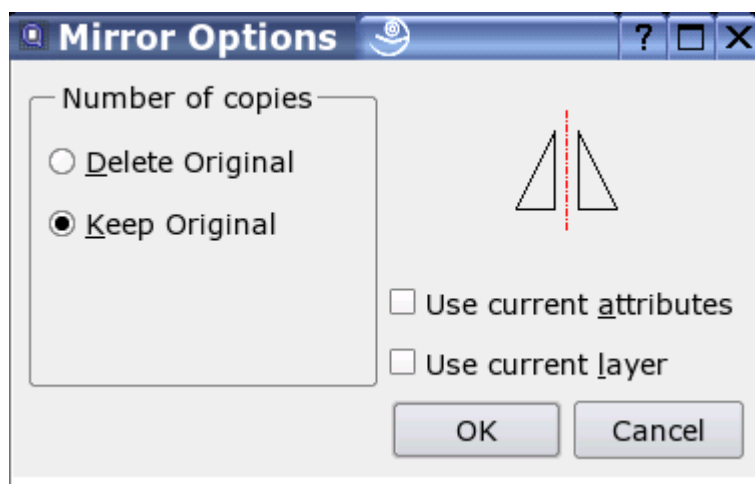 Mirror Options
Number of copies
Delete Original
Keep Original
Use current attributes
Use current layer
OK
Cancel